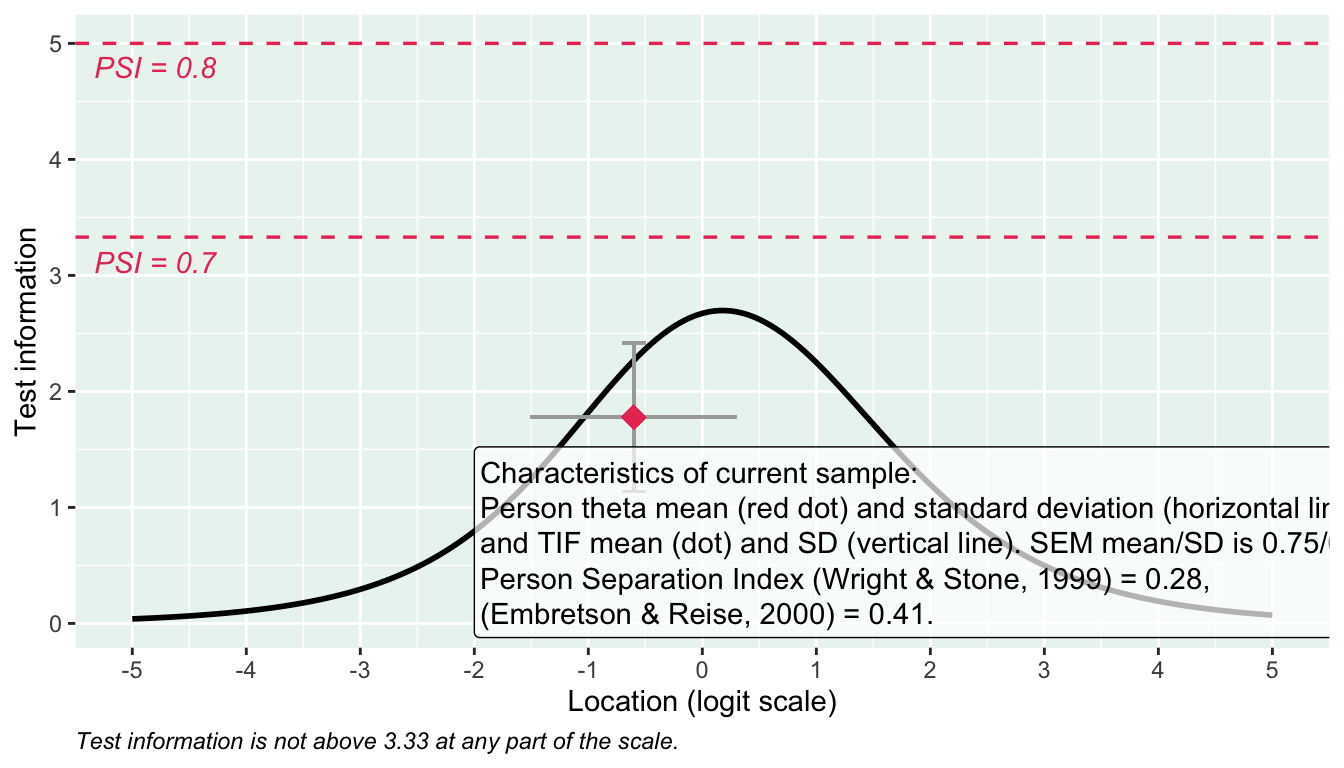 5
PSI = 0.8
4
PSI = 0.7
3
2
1
0
Test information
Characteristics of current sample:
Person theta mean (red dot) and standard deviation (horizontal
and TIF mean (dot) and SD (vertical line). SEM mean/SD is 0.75/
Person Separation Index (Wright & Stone, 1999) = 0.28,
(Embretson & Reise, 2000) = 0.41.
-5 -4 -3 -2 -1 0 1 2 3 4 5
Location (logit scale)
Test information is not above 3.33 at any part of the scale.